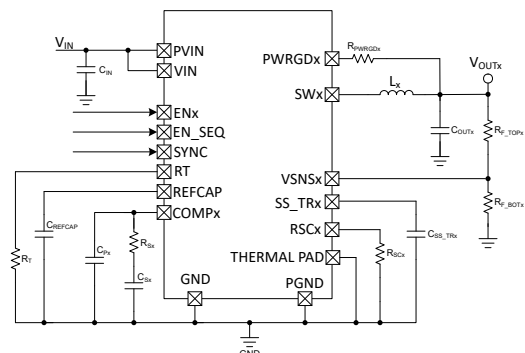 VIN
CIN
PVIN
VIN
ENx
EN_SEQ
SYNC
RT
REFCAP
COMPx
CREFCAP
RT
CPx
RSx
CSx
GND
PGND
PWRGDx
RPWRGDx
SWx
Lx
VOUTx
COUTx
RF_TOPx
VSNSx
RF_BOTx
SS_TRx
CSS_TRx
RSCx
RSCx
THERMAL PAD
GND